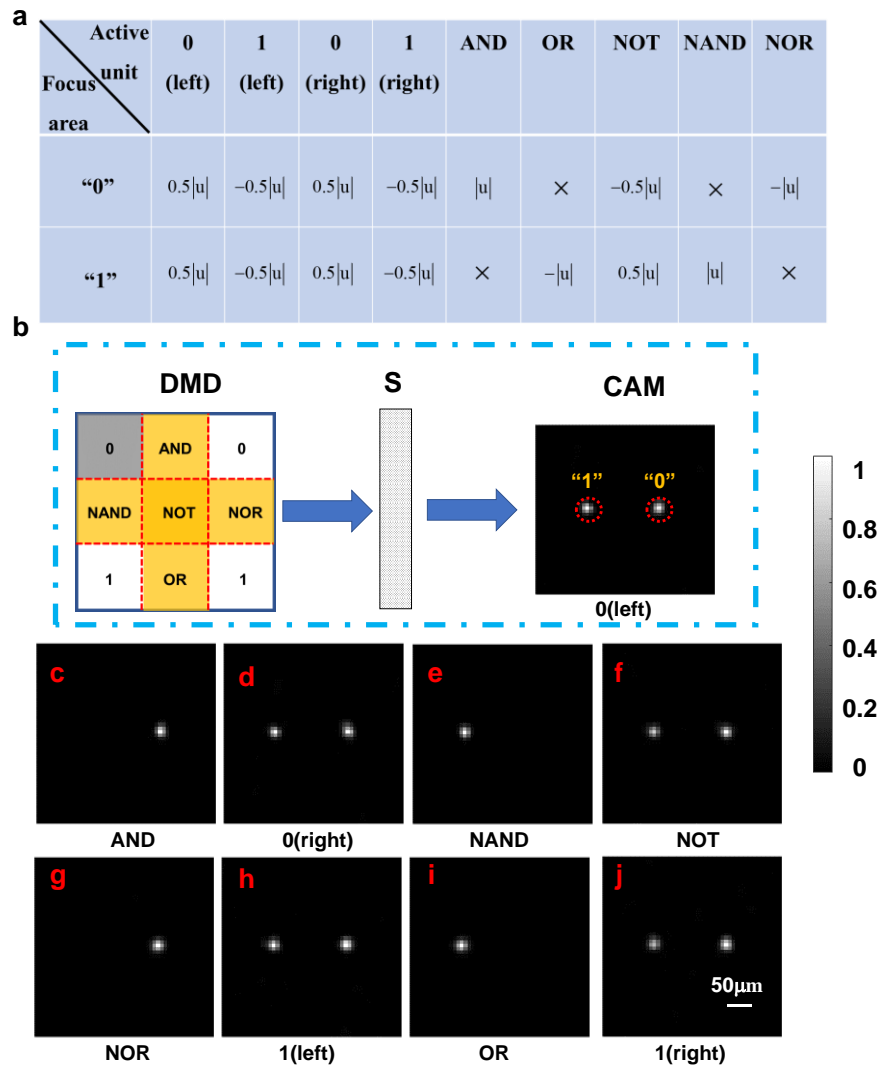 a
Active unit
Focus area
0 (left)
1 (left)
0 (right)
1 (right)
AND
OR
NOT
NAND
NOR
“0”
0.5|u|
−0.5|u|
0.5|u|
−0.5|u|
|u|
×
−0.5|u|
×
−|u|
“1”
0.5|u|
−0.5|u|
0.5|u|
−0.5|u|
×
−|u|
0.5|u|
|u|
×
b
DMD
S
CAM
0
AND
0
NAND
NOT
NOR
1
OR
1
“1”
“0”
0(left)
1
0.8
0.6
0.4
0.2
0
c
d
e
f
AND
0(right)
NAND
NOT
g
h
i
j
50μm
NOR
1(left)
OR
1(right)